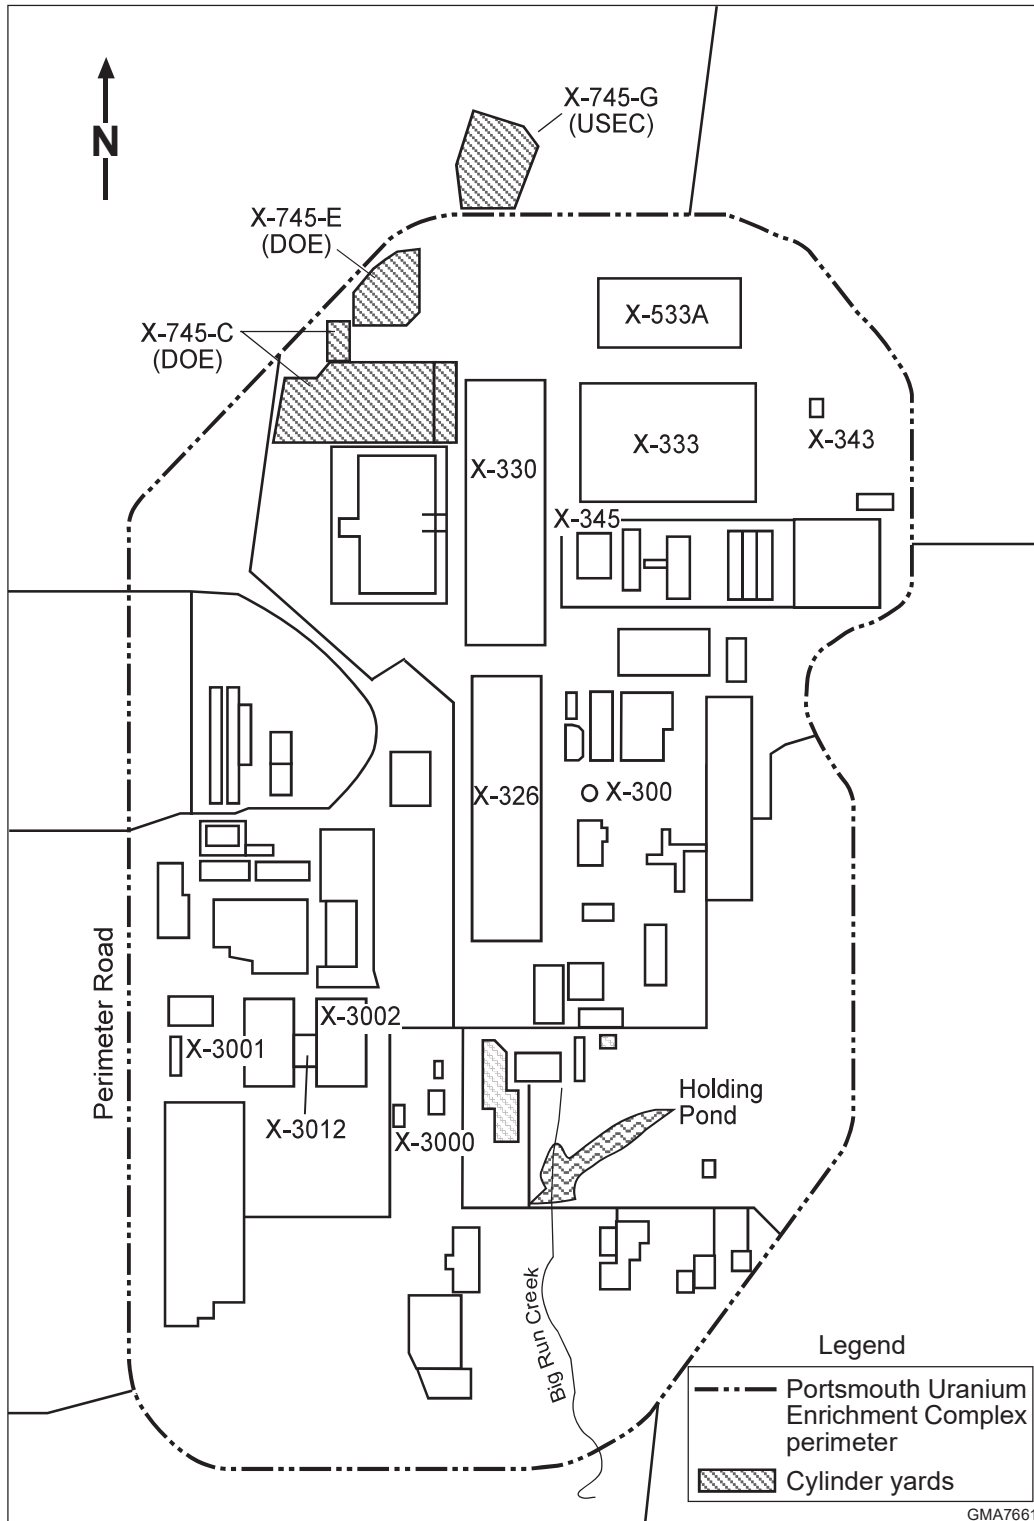 X-745-G
(USEC)
N
X-745-E
(DOE)
X-745-C
(DOE)
X-533A
X-333
X-343
X-330
X-345
X-326
X-300
Perimeter Road
X-3002
X-3001
X-3012
X-3000
Holding
Pond
Big Run Creek
Legend
Portsmouth Uranium
Enrichment Complex
perimeter
Cylinder yards
GMA7661